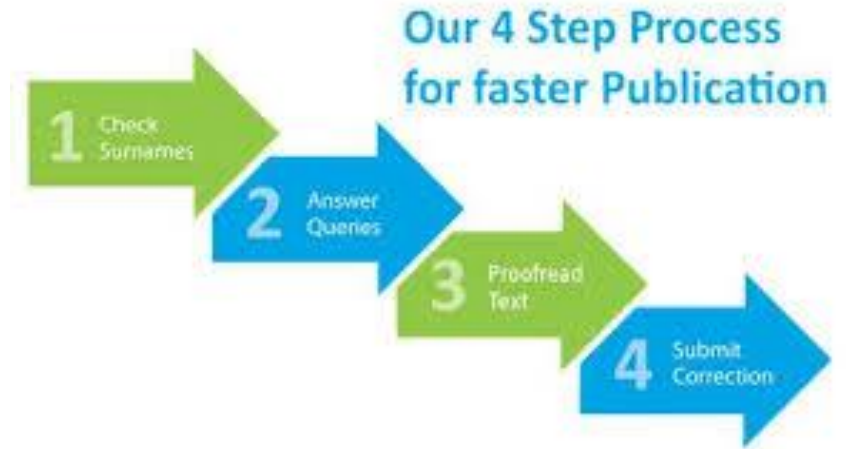 Our 4 Step Process
for faster Publication
1
Check
Surnames
2
Answer
Queries
3
Proofread
Text
4
Submit
Correction